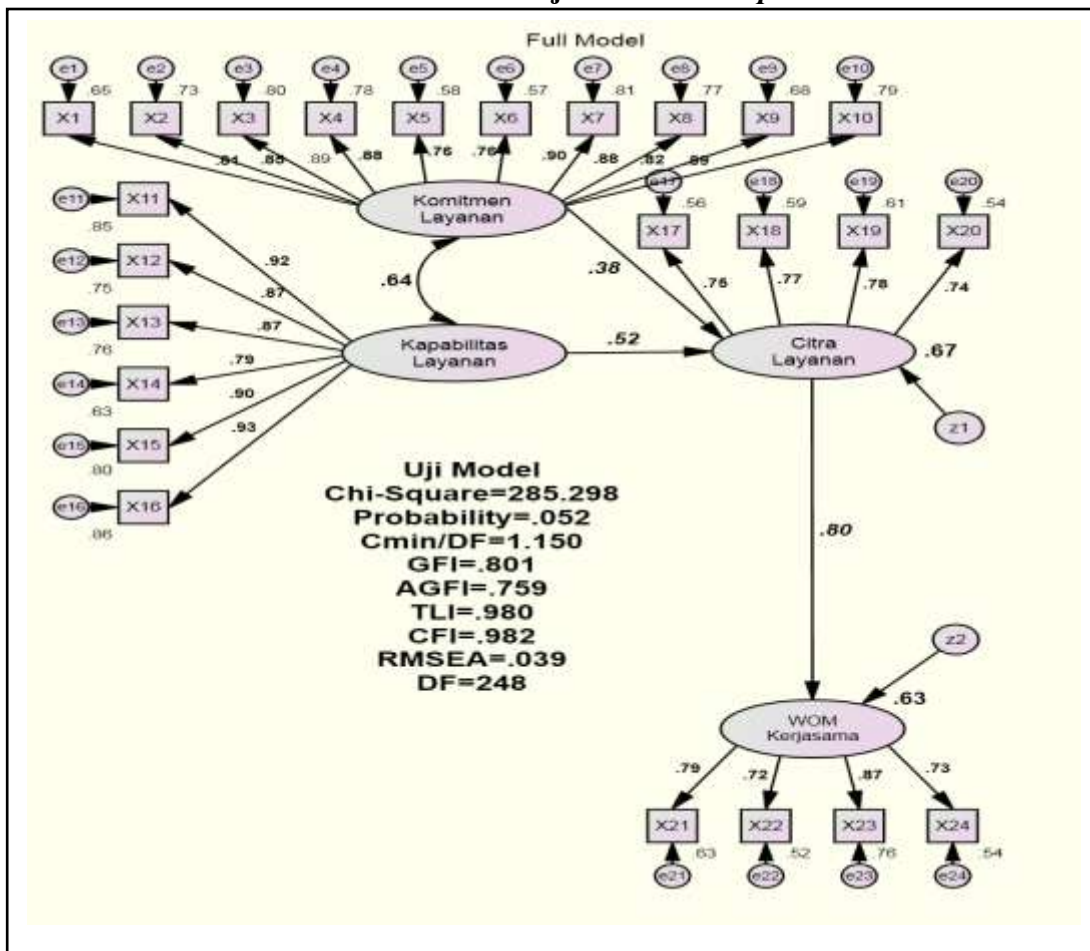 Full Model
e1 e2 e3 e4 e5 e6 e7 e8 e9 e10
.65 .73 .80 .78 .58 .57 .81 .77 .68 .79
X1 X2 X3 X4 X5 X6 X7 X8 X9 X10
.81 .85 .89 .88 .76 .76 .90 .88 .82 .89
Komitmen
Layanan
e11 X11
.85
e12 X12
.75
e13 X13
.76
e14 X14
.63
e15 X15
.80
e16 X16
.86
.92
.87
.87
.79
.90
.93
.64
Kapabilitas
Layanan
.38
.52
e17 e18 e19 e20
.56 .59 .61 .54
X17 X18 X19 X20
.75 .77 .78 .74
Citra
Layanan
.67
z1
Uji Model
Chi-Square=285.298
Probability=.052
Cmin/DF=1.150
GFI=.801
AGFI=.759
TLI=.980
CFI=.982
RMSEA=.039
DF=248
.80
z2
.63
WOM
Kerjasama
.79 .72 .87 .73
X21 X22 X23 X24
.63 .52 .76 .54
e21 e22 e23 e24